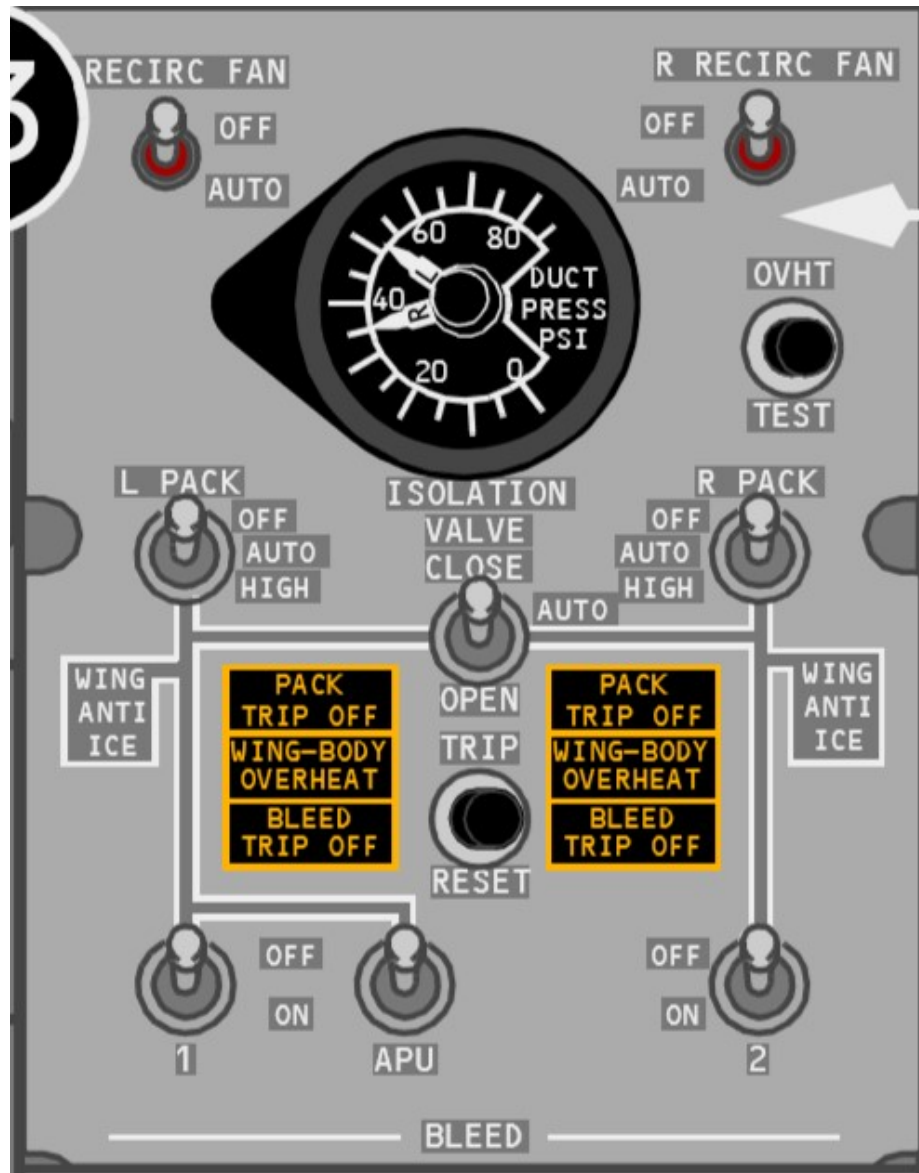 3
RECIRC FAN
R RECIRC FAN
OFF
OFF
AUTO
AUTO
60
80
40
20
0
L
R
DUCT
PRESS
PSI
OVHT
TEST
L PACK
OFF
AUTO
HIGH
ISOLATION
VALVE
CLOSE
AUTO
OPEN
R PACK
OFF
AUTO
HIGH
WING
ANTI
ICE
PACK
TRIP OFF
WING-BODY
OVERHEAT
BLEED
TRIP OFF
TRIP
RESET
PACK
TRIP OFF
WING-BODY
OVERHEAT
BLEED
TRIP OFF
WING
ANTI
ICE
OFF
ON
OFF
ON
1
APU
2
BLEED